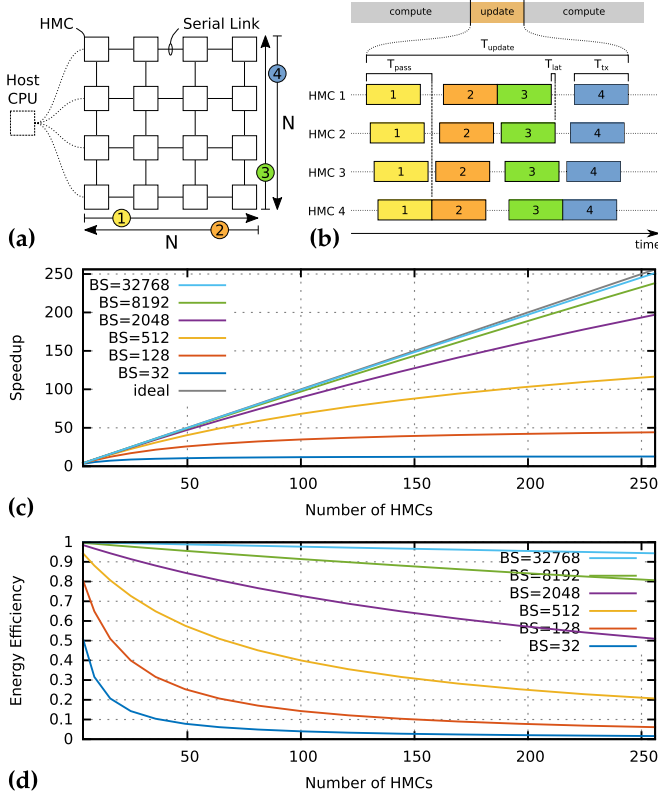 HMC
Serial Link
Host
CPU
N
N
1
2
3
4
(a)
compute
update
compute
T_update
T_pass
T_lat
T_tx
HMC 1
1
2
3
4
HMC 2
1
2
3
4
HMC 3
1
2
3
4
HMC 4
1
2
3
4
time
(b)
Speedup
250
200
150
100
50
0
BS=32768
BS=8192
BS=2048
BS=512
BS=128
BS=32
ideal
50
100
150
200
250
Number of HMCs
(c)
Energy Efficiency
1
0.9
0.8
0.7
0.6
0.5
0.4
0.3
0.2
0.1
0
BS=32768
BS=8192
BS=2048
BS=512
BS=128
BS=32
50
100
150
200
250
Number of HMCs
(d)